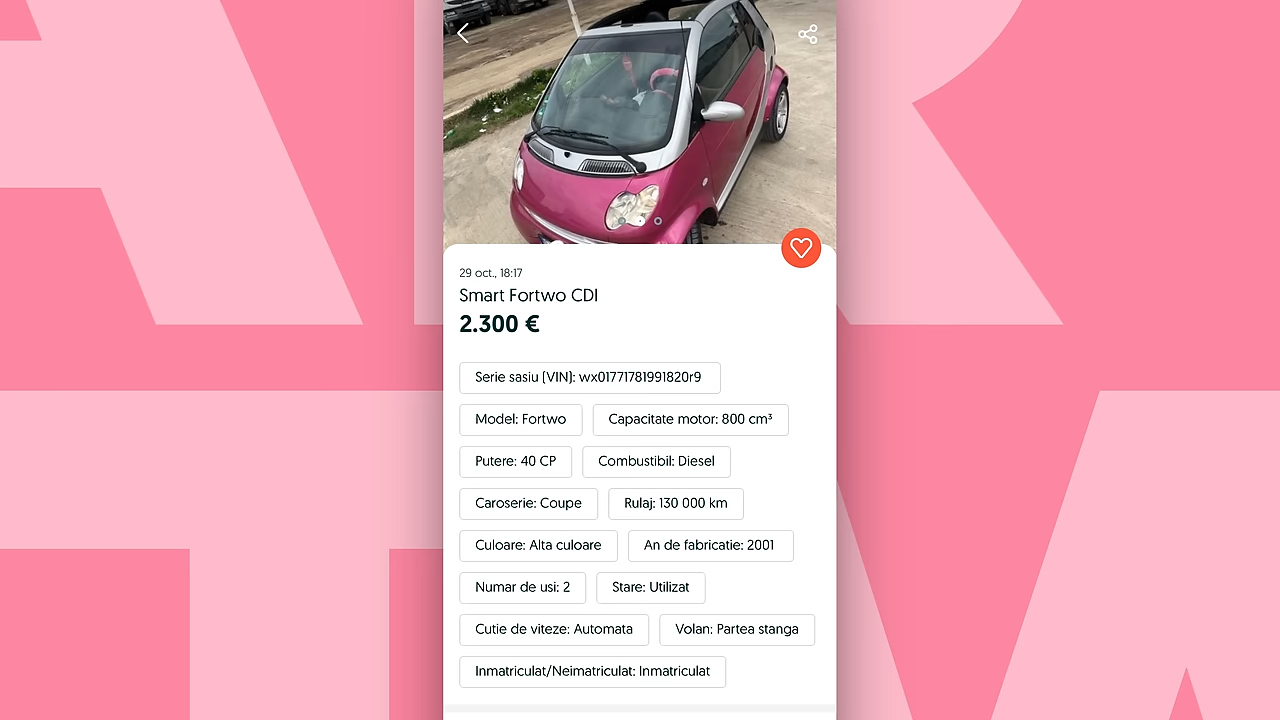 29 oct., 18:17
Smart Fortwo CDI
2.300 €
Serie sasiu (VIN): wx01771781991820r9
Model: Fortwo
Capacitate motor: 800 cm³
Putere: 40 CP
Combustibil: Diesel
Caroserie: Coupe
Rulaj: 130 000 km
Culoare: Alta culoare
An de fabricatie: 2001
Numar de usi: 2
Stare: Utilizat
Cutie de viteze: Automata
Volan: Partea stanga
Inmatriculat/Neimatriculat: Inmatriculat